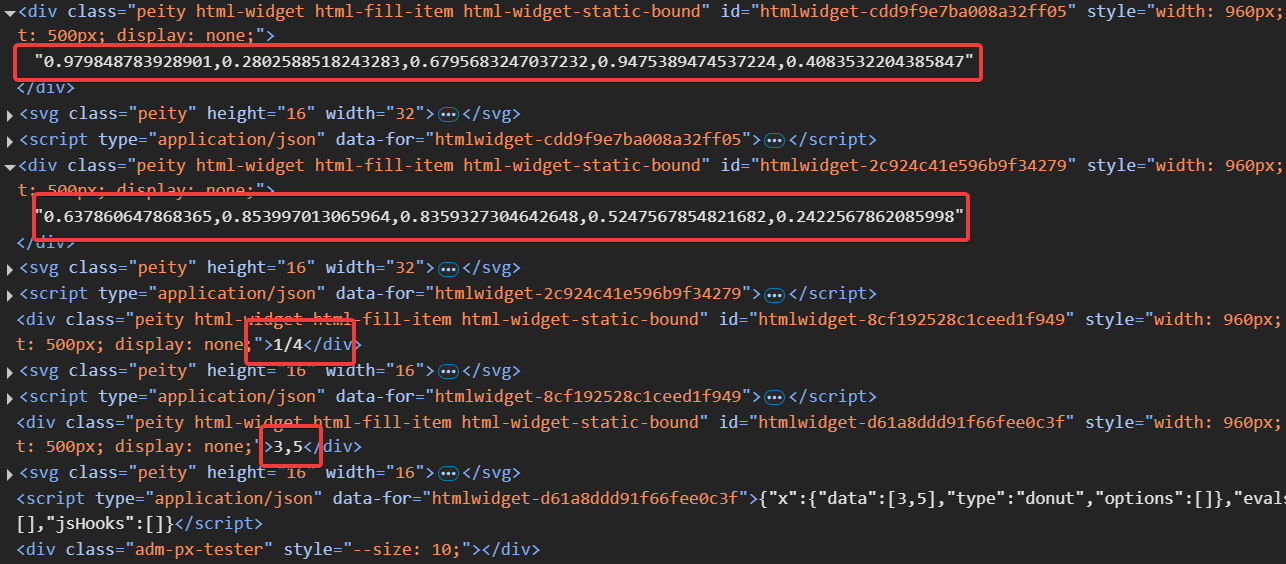 <div class="peity html-widget html-fill-item html-widget-static-bound" id="htmlwidget-cdd9f9e7ba008a32ff05" style="width: 960px;
t: 500px; display: none;">
"0.979848783928901,0.2802588518243283,0.6795683247037232,0.9475389474537224,0.4083532204385847"
</div>
<svg class="peity" height="16" width="32">…</svg>
<script type="application/json" data-for="htmlwidget-cdd9f9e7ba008a32ff05">…</script>
<div class="peity html-widget html-fill-item html-widget-static-bound" id="htmlwidget-2c924c41e596b9f34279" style="width: 960px;
t: 500px; display: none;">
"0.637860647868365,0.853997013065964,0.8359327304642648,0.5247567854821682,0.2422567862085998"
</div>
<svg class="peity" height="16" width="32">…</svg>
<script type="application/json" data-for="htmlwidget-2c924c41e596b9f34279">…</script>
<div class="peity html-widget html-fill-item html-widget-static-bound" id="htmlwidget-8cf192528c1ceed1f949" style="width: 960px;
t: 500px; display: none;">1/4</div>
<svg class="peity" height="16" width="16">…</svg>
<script type="application/json" data-for="htmlwidget-8cf192528c1ceed1f949">…</script>
<div class="peity html-widget html-fill-item html-widget-static-bound" id="htmlwidget-d61a8ddd91f66fee0c3f" style="width: 960px;
t: 500px; display: none;">3,5</div>
<svg class="peity" height="16" width="16">…</svg>
<script type="application/json" data-for="htmlwidget-d61a8ddd91f66fee0c3f">{"x":{"data":[3,5],"type":"donut","options":[]},"evals
[],"jsHooks":[]}</script>
<div class="adm-px-tester" style="--size: 10;"></div>